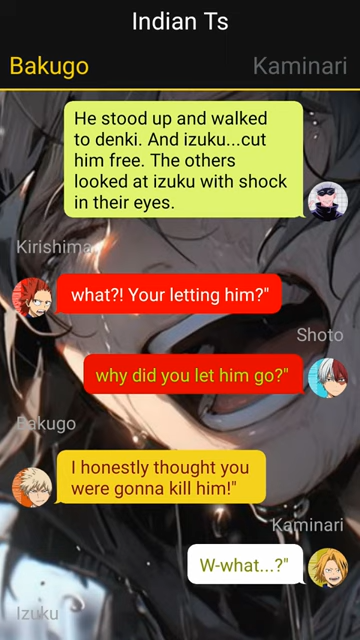 Indian Ts
Bakugo
Kaminari
He stood up and walked
to denki. And izuku...cut
him free. The others
looked at izuku with shock
in their eyes.
Kirishima
what?! Your letting him?"
Shoto
why did you let him go?"
Bakugo
I honestly thought you
were gonna kill him!"
Kaminari
W-what...?"
Izuku